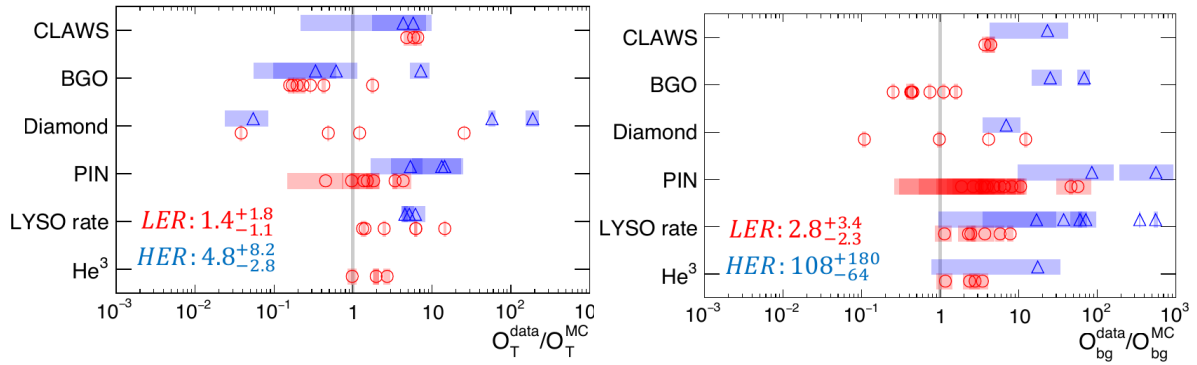 CLAWS
BGO
Diamond
PIN
LYSO rate
He³
LER: 1.4 +1.8 −1.1
HER: 4.8 +8.2 −2.8
10⁻³ 10⁻² 10⁻¹ 1 10 10² 10³
O_T^data/O_T^MC
CLAWS
BGO
Diamond
PIN
LYSO rate
He³
LER: 2.8 +3.4 −2.3
HER: 108 +180 −64
10⁻³ 10⁻² 10⁻¹ 1 10 10² 10³
O_bg^data/O_bg^MC